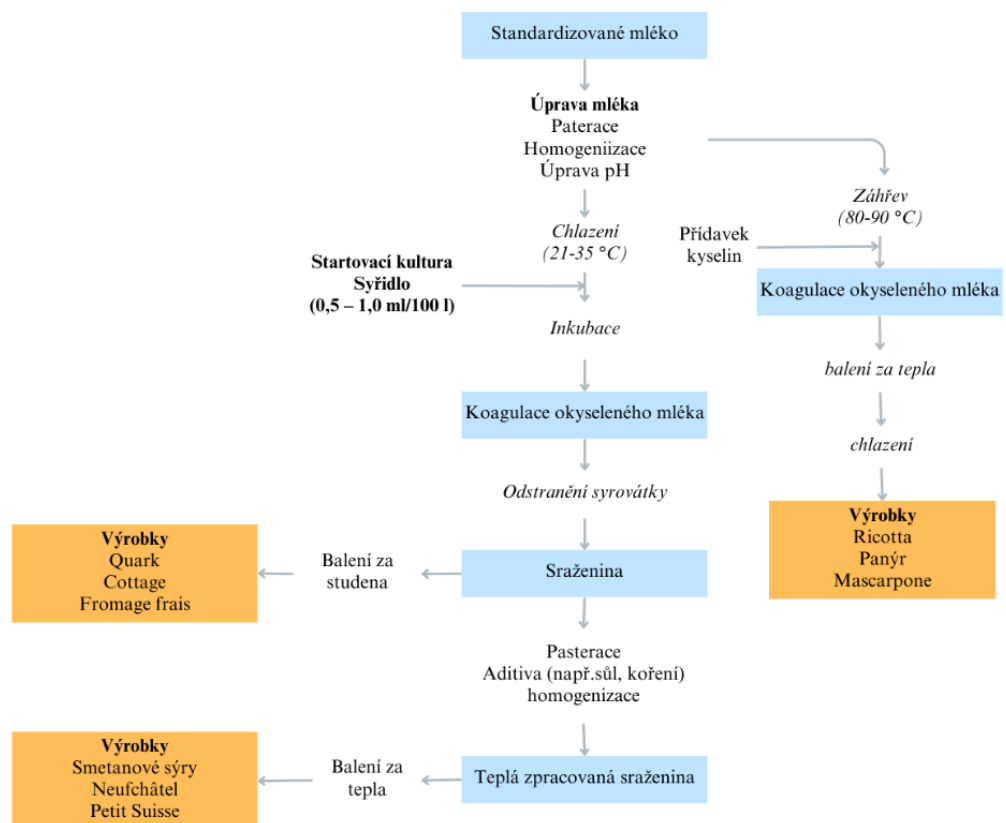 Standardizované mléko
Úprava mléka
Paterace
Homogeniizace
Úprava pH
Záhřev
(80-90 °C)
Chlazení
(21-35 °C)
Přídavek
kyselin
Startovací kultura
Syřidlo
(0,5 – 1,0 ml/100 l)
Koagulace okyseleného mléka
Inkubace
balení za tepla
Koagulace okyseleného mléka
chlazení
Odstranění syrovátky
Výrobky
Ricotta
Panýr
Mascarpone
Výrobky
Quark
Cottage
Fromage frais
Balení za
studena
Sraženina
Pasterace
Aditiva (např.sůl, koření)
homogenizace
Výrobky
Smetanové sýry
Neufchâtel
Petit Suisse
Balení za
tepla
Teplá zpracovaná sraženina